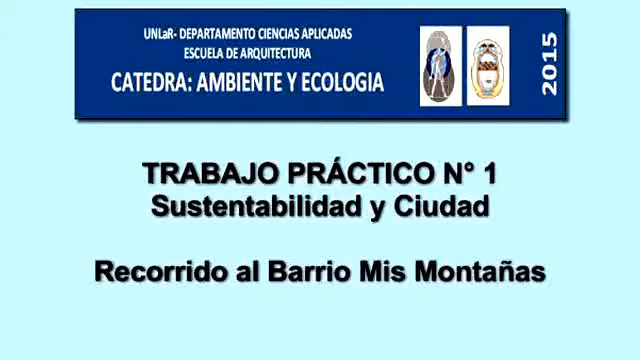 UNLaR- DEPARTAMENTO CIENCIAS APLICADAS
ESCUELA DE ARQUITECTURA
CATEDRA: AMBIENTE Y ECOLOGIA
2015
TRABAJO PRÁCTICO N° 1
Sustentabilidad y Ciudad
Recorrido al Barrio Mis Montañas